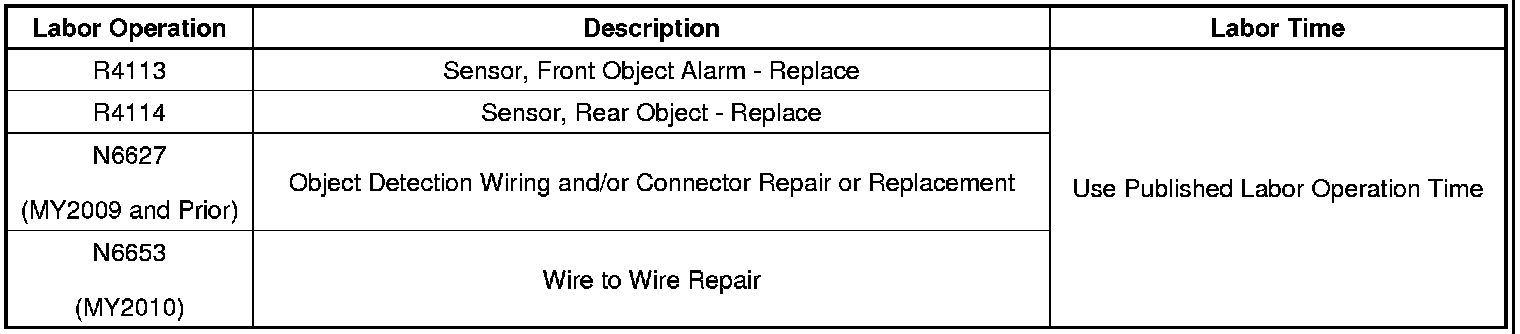 Labor Operation Description Labor Time
R4113 Sensor, Front Object Alarm - Replace
R4114 Sensor, Rear Object - Replace
N6627
(MY2009 and Prior)
Object Detection Wiring and/or Connector Repair or Replacement
N6653
(MY2010)
Wire to Wire Repair
Use Published Labor Operation Time